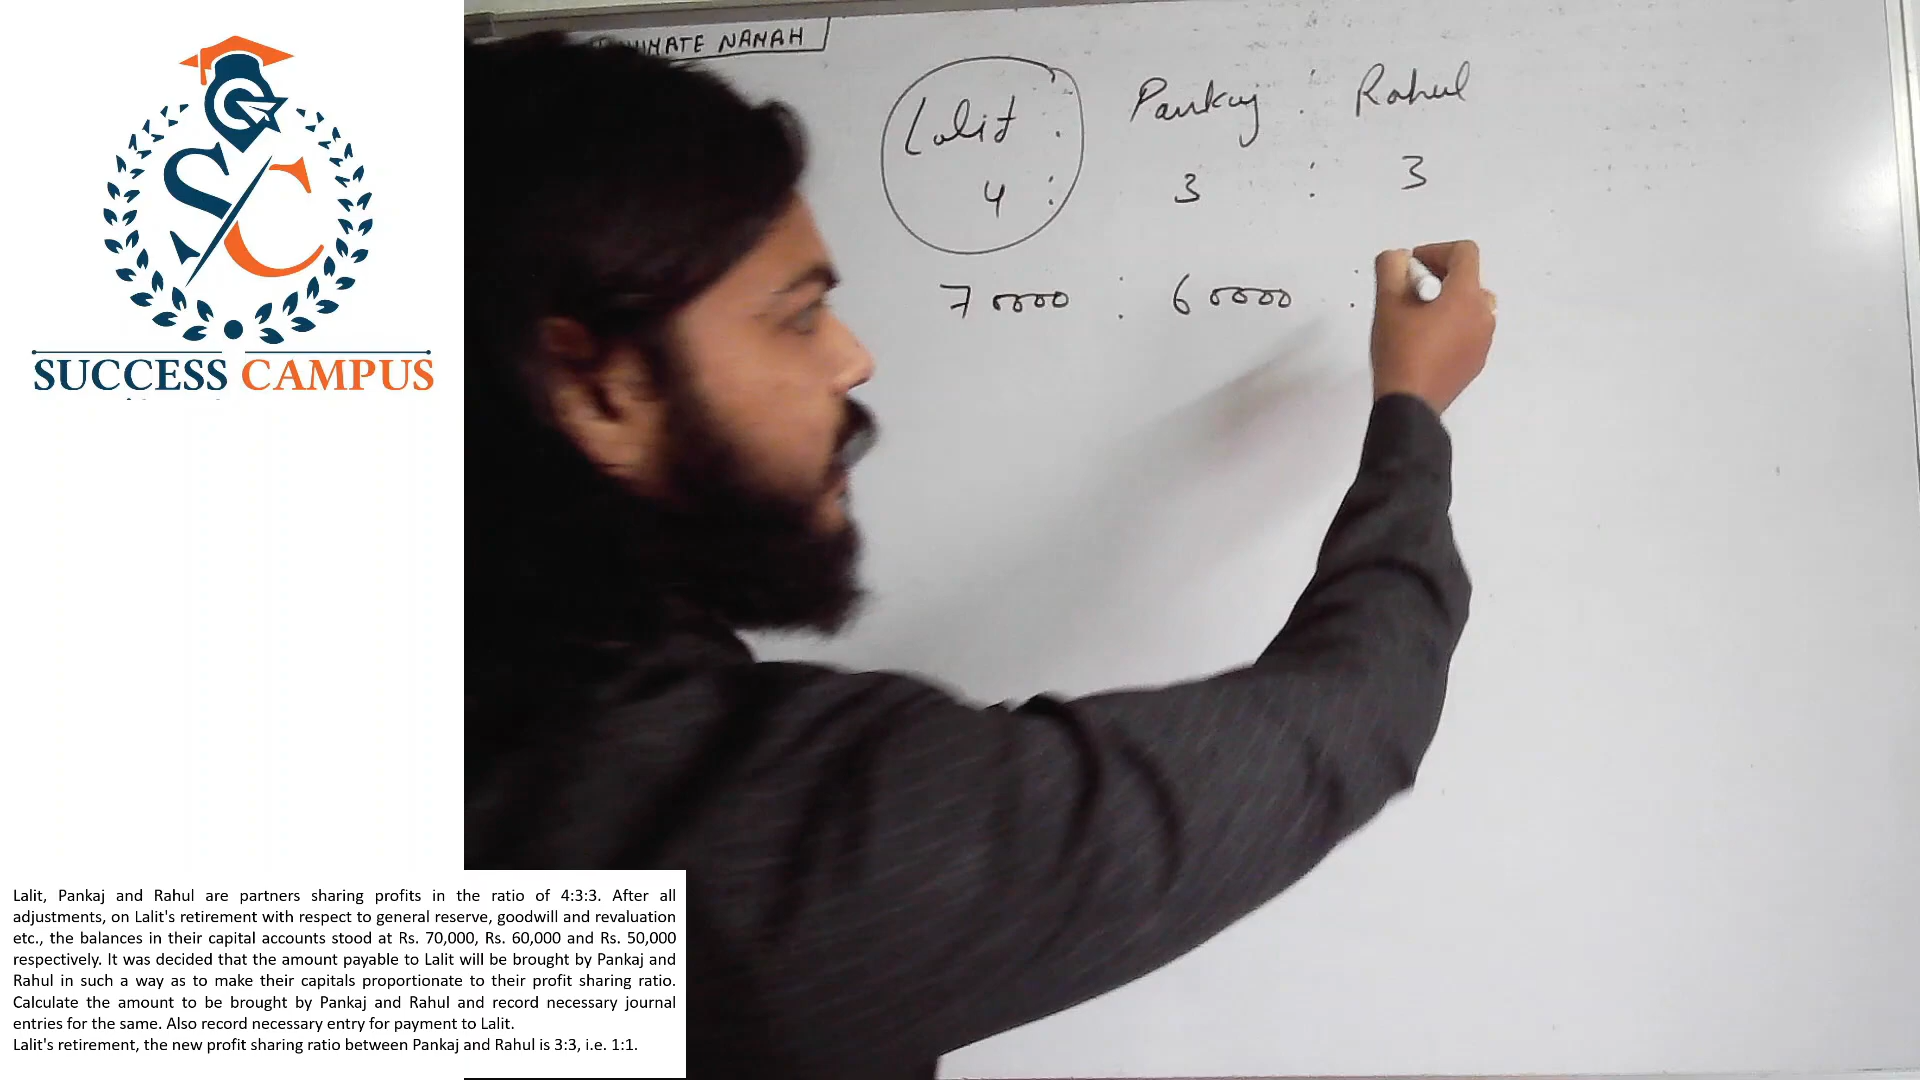 SUCCESS CAMPUS
NAMAH
Lalit : Pankaj : Rahul
4 : 3 : 3
70000 : 60000 :
Lalit, Pankaj and Rahul are partners sharing profits in the ratio of 4:3:3. After all
adjustments, on Lalit's retirement with respect to general reserve, goodwill and revaluation
etc., the balances in their capital accounts stood at Rs. 70,000, Rs. 60,000 and Rs. 50,000
respectively. It was decided that the amount payable to Lalit will be brought by Pankaj and
Rahul in such a way as to make their capitals proportionate to their profit sharing ratio.
Calculate the amount to be brought by Pankaj and Rahul and record necessary journal
entries for the same. Also record necessary entry for payment to Lalit.
Lalit's retirement, the new profit sharing ratio between Pankaj and Rahul is 3:3, i.e. 1:1.